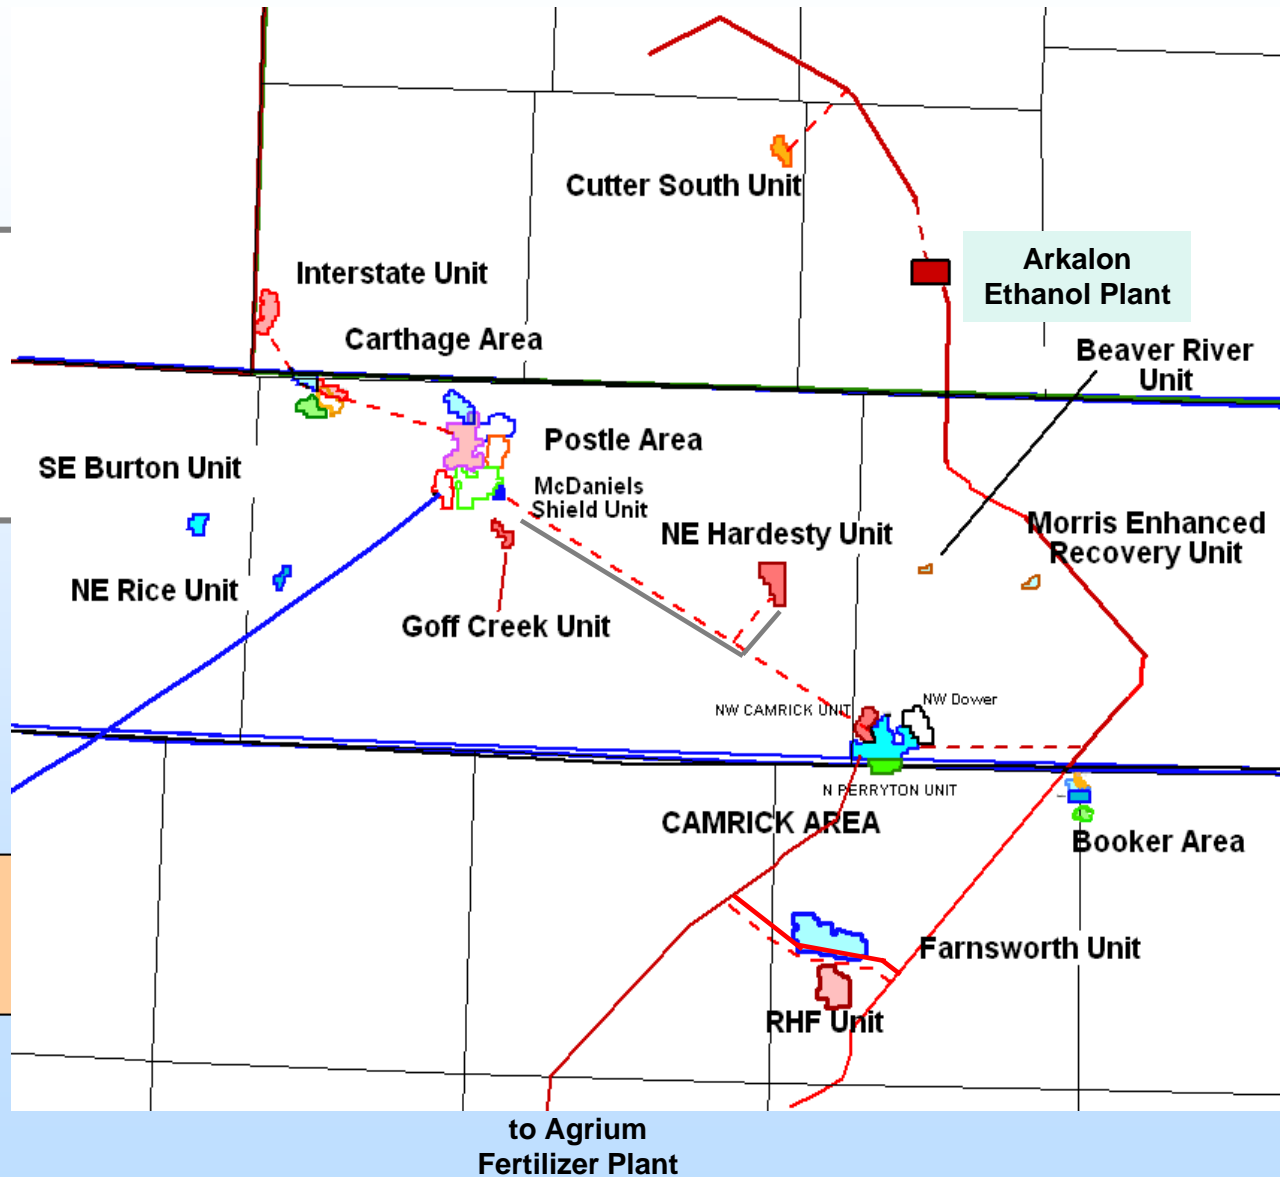 Cutter South Unit
Arkalon
Ethanol Plant
Interstate Unit
Carthage Area
Beaver River
Unit
Postle Area
SE Burton Unit
McDaniels
Shield Unit
NE Hardesty Unit
Morris Enhanced
Recovery Unit
NE Rice Unit
Goff Creek Unit
NW CAMRICK UNIT
NW Dower
N PERRYTON UNIT
CAMRICK AREA
Booker Area
Farnsworth Unit
RHF Unit
to Agrium
Fertilizer Plant